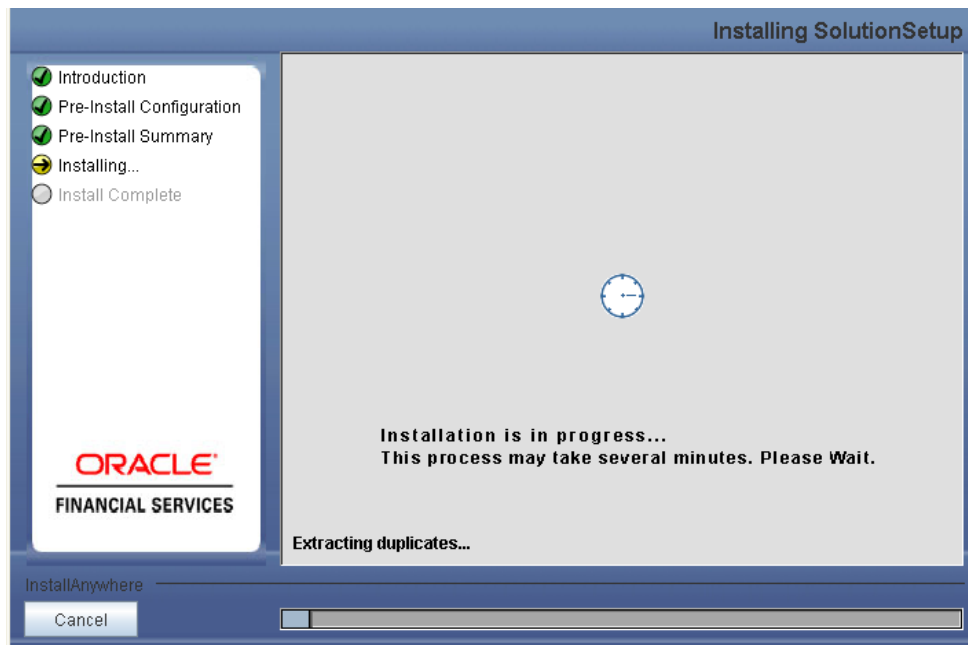 Installing SolutionSetup
Introduction
Pre-Install Configuration
Pre-Install Summary
Installing...
Install Complete
ORACLE
FINANCIAL SERVICES
Installation is in progress...
This process may take several minutes. Please Wait.
Extracting duplicates...
InstallAnywhere
Cancel